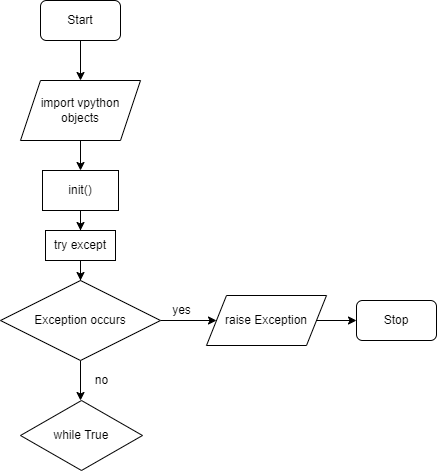 Start
import vpython
objects
init()
try except
Exception occurs
yes
raise Exception
Stop
no
while True